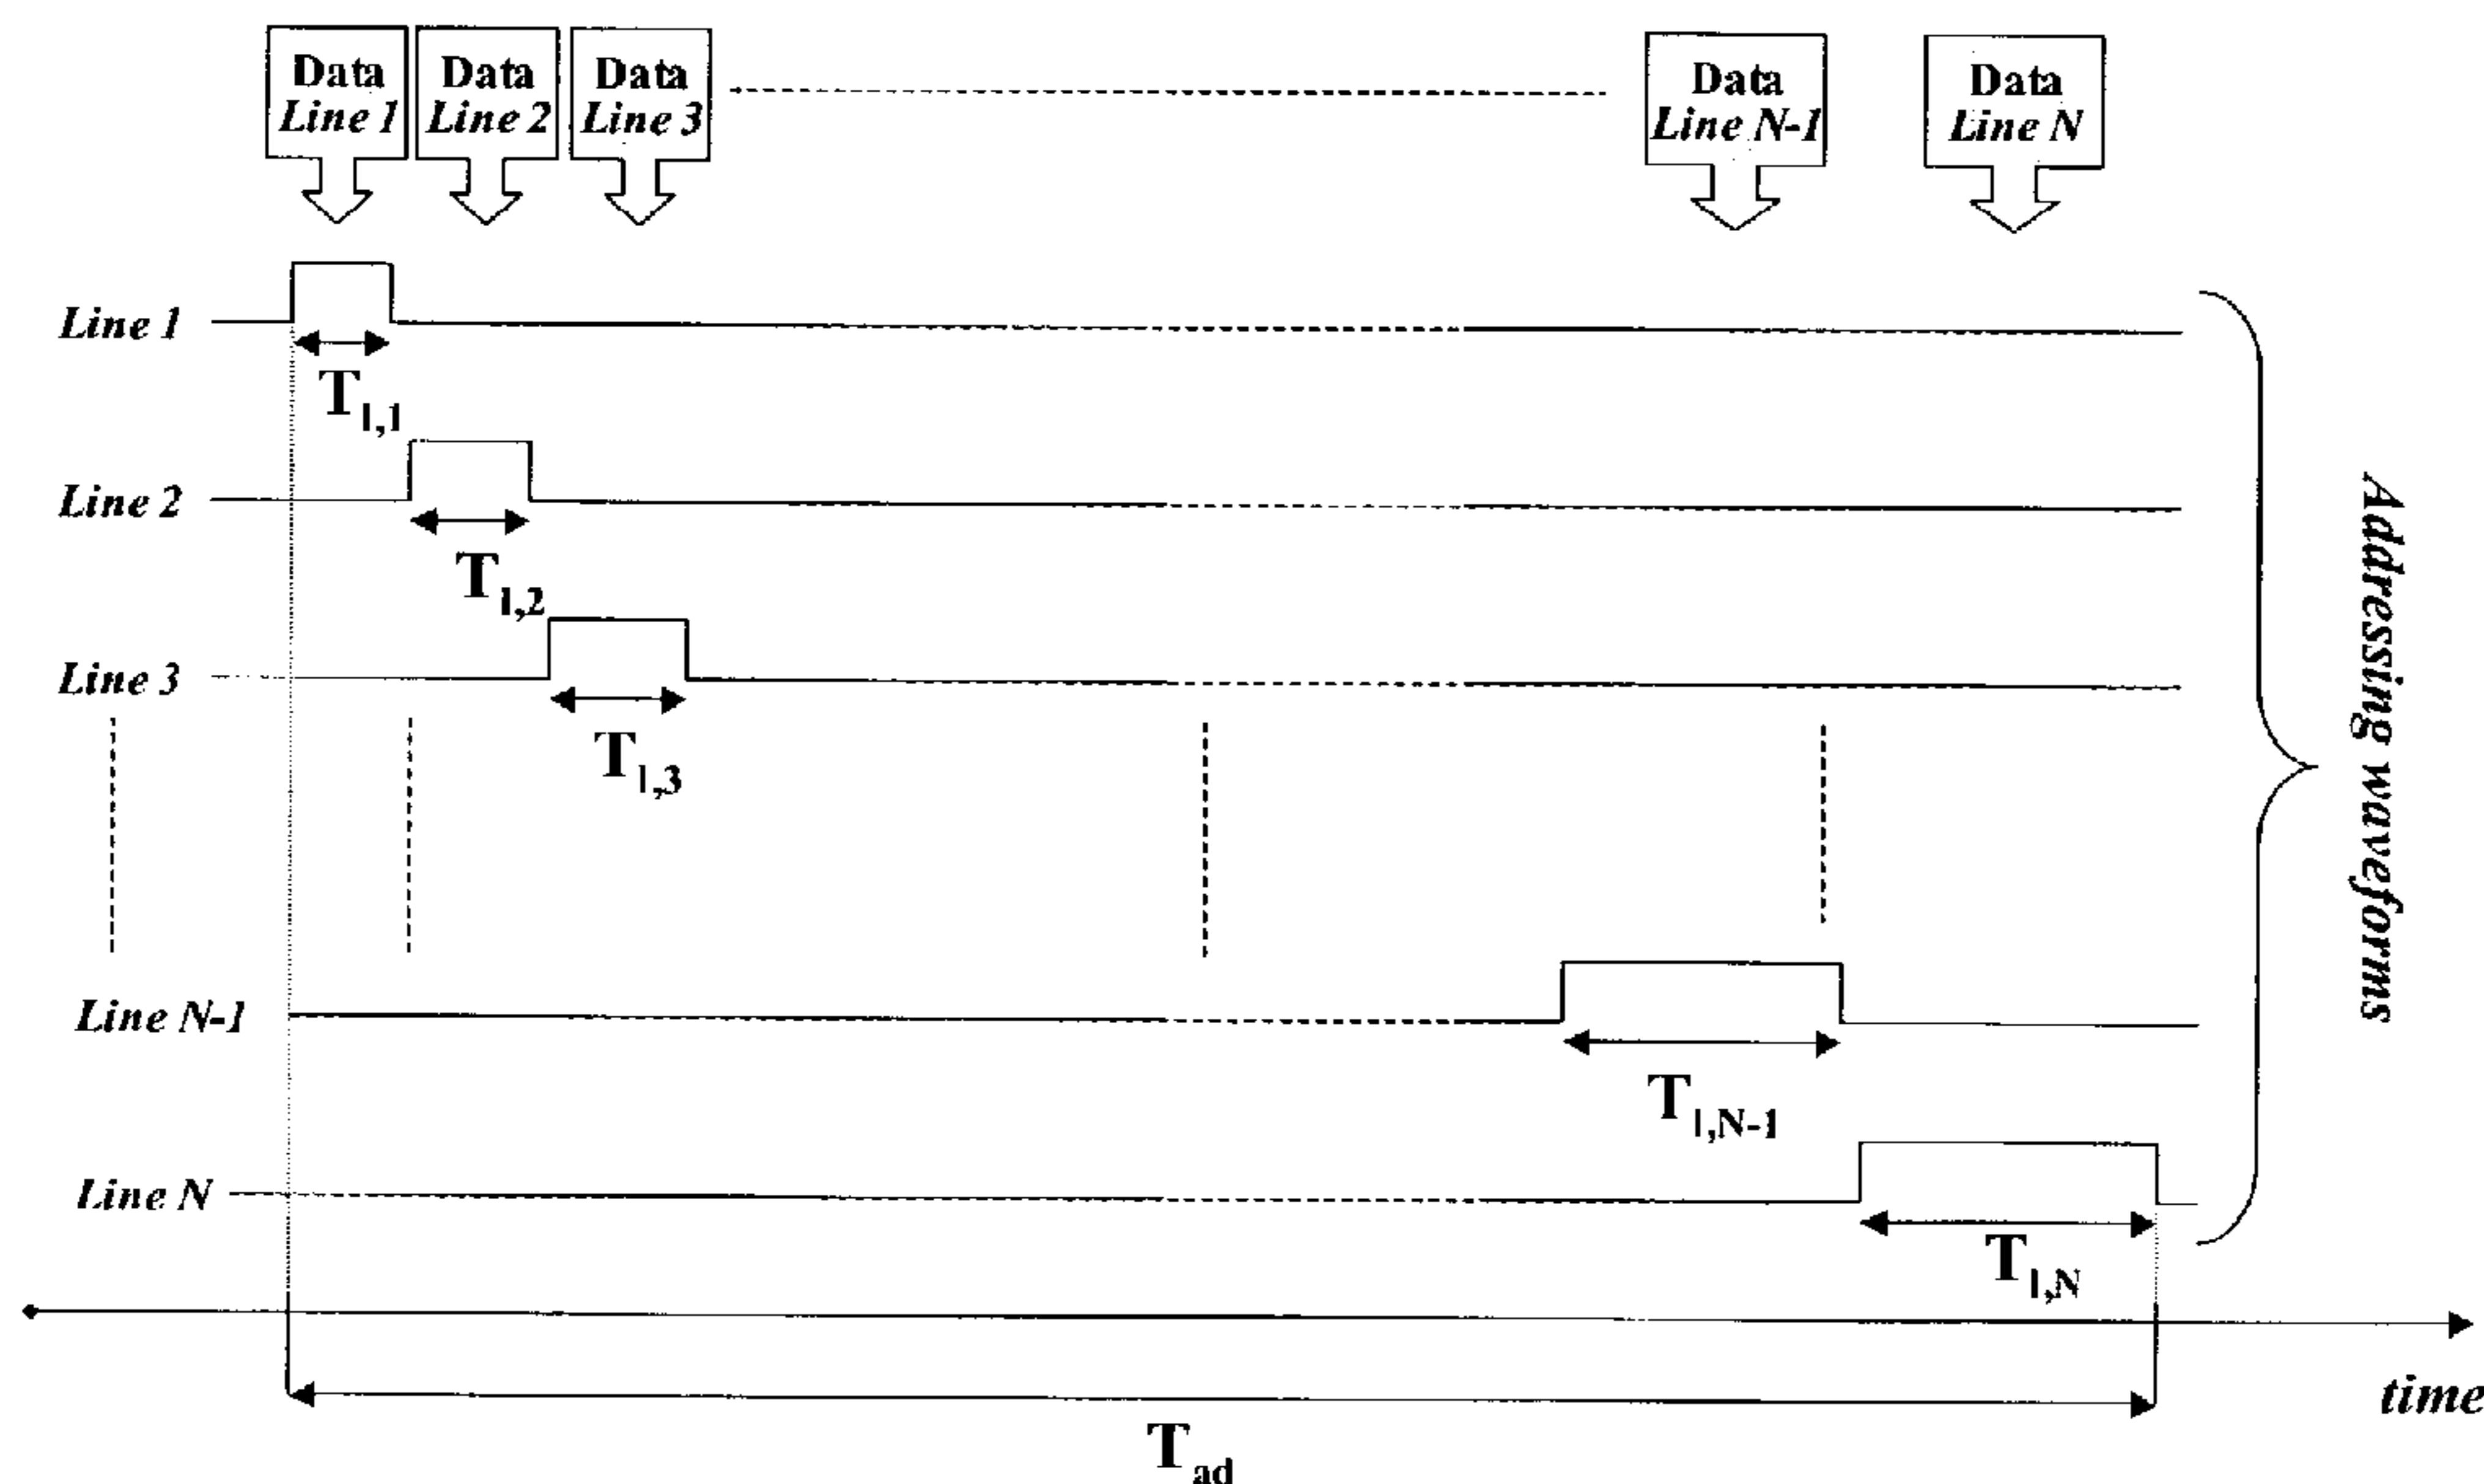 Data
Line 1
Data
Line 2
Data
Line 3
Data
Line N-1
Data
Line N
Line 1
T1,1
Line 2
T1,2
Line 3
T1,3
Line N-1
T1,N-1
Line N
T1,N
Addressing waveforms
time
Tad